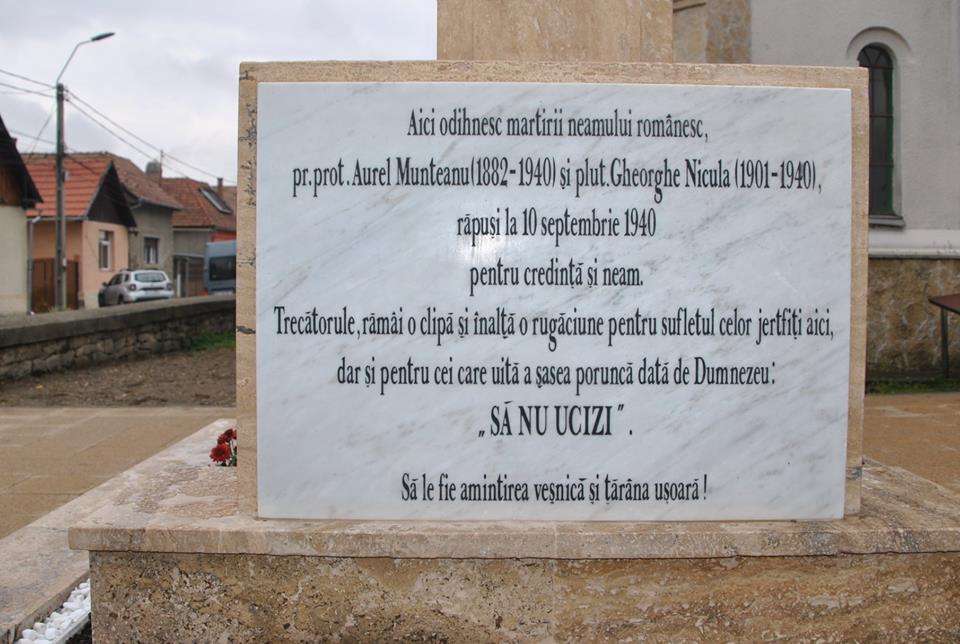 Aici odihnesc martirii neamului românesc,
pr.prot.Aurel Munteanu(1882-1940) și plut.Gheorghe Nicula (1901-1940),
răpuși la 10 septembrie 1940
pentru credință și neam.
Trecătorule,rămâi o clipă și înalță o rugăciune pentru sufletul celor jertfiți aici,
dar și pentru cei care uită a șasea poruncă dată de Dumnezeu:
„SĂ NU UCIZI”.
Să le fie amintirea veșnică și țărâna ușoară!